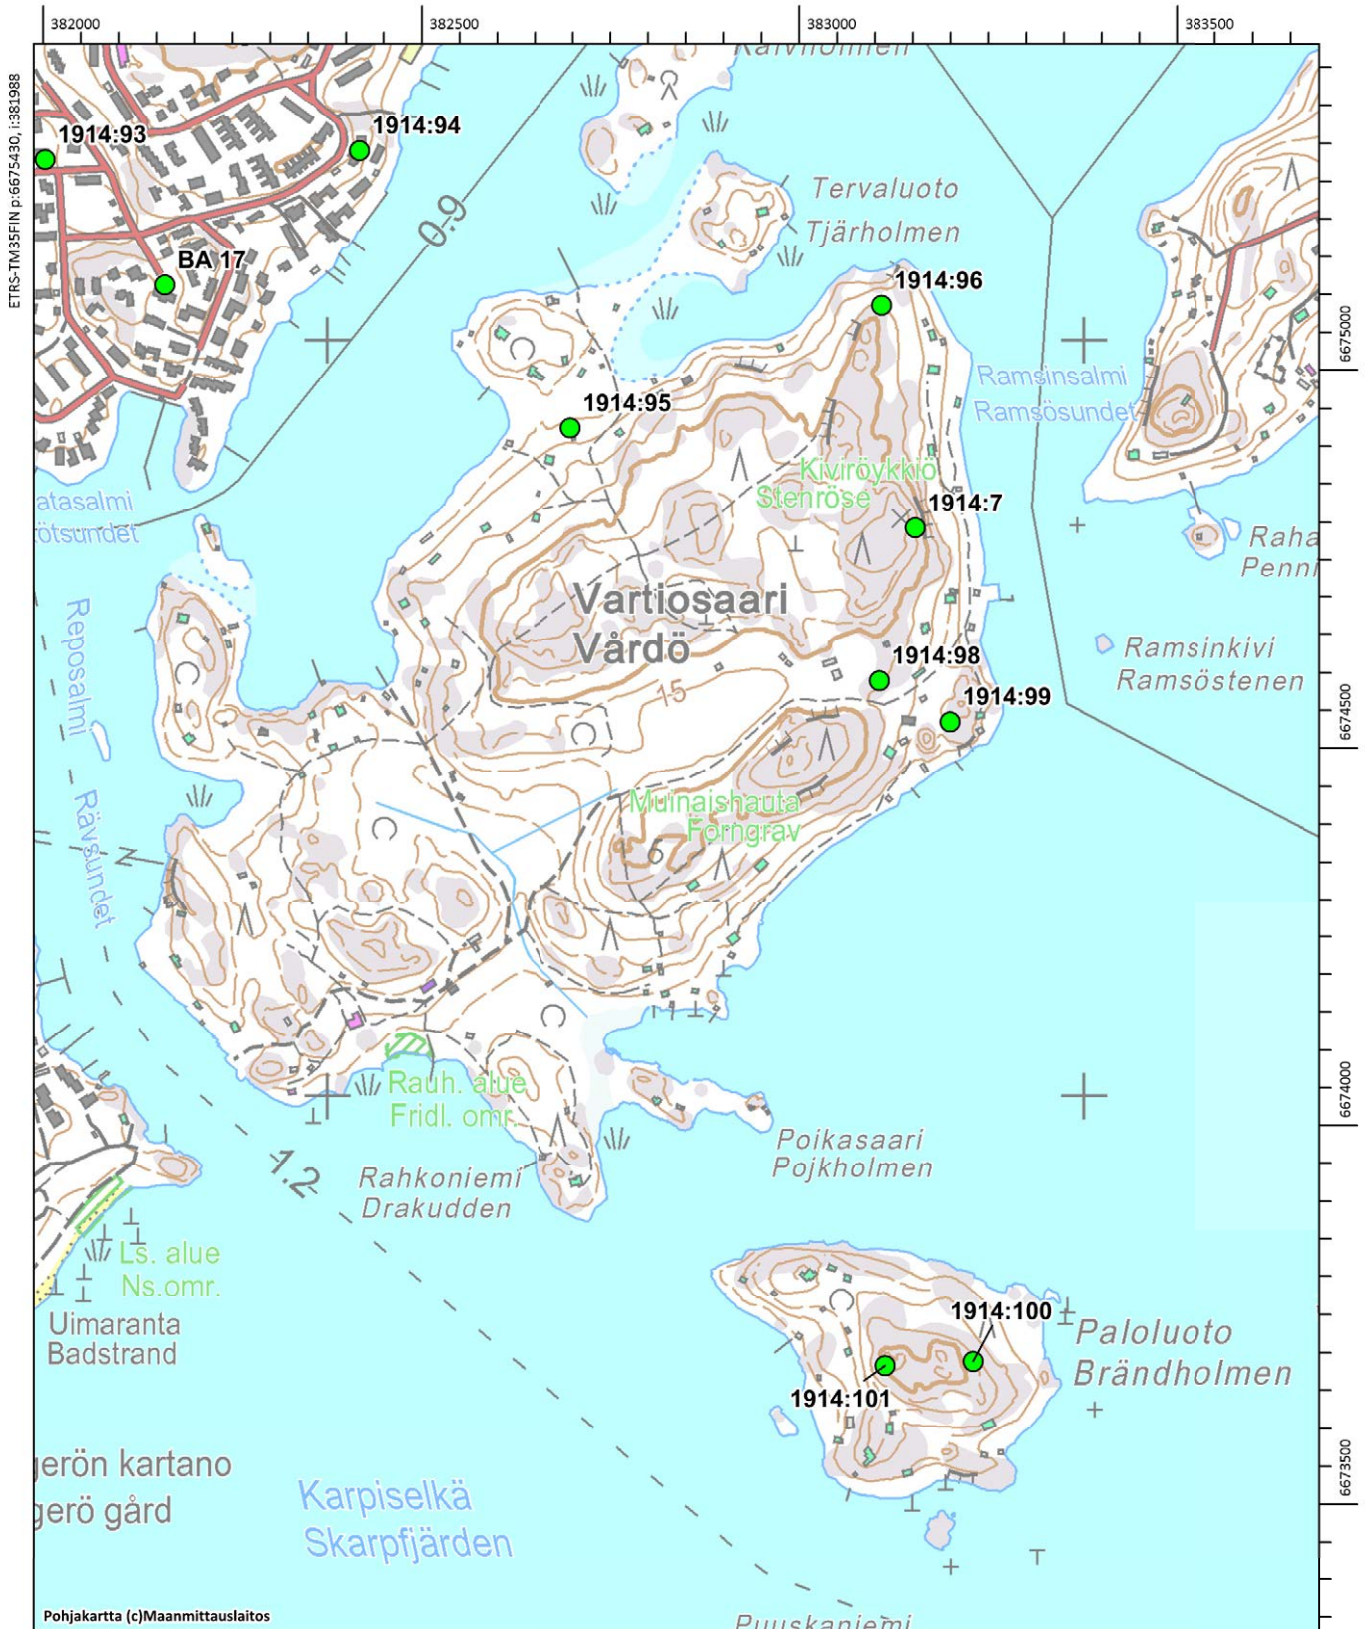 382000
382500
383000
383500
ETRS-TM35FIN p:6675430, i:381988
Kalvholmen
1914:93
1914:94
0.9
Tervaluoto
Tjärholmen
BA 17
1914:96
6675000
Ramsinsalmi
Ramsösundet
1914:95
Kiviröykkiö
Stenröse
1914:7
atasalmi
ötsundet
Raha
Penni
Vartiosaari
Vårdö
Reposalmi
Rävsundet
Ramsinkivi
Ramsöstenen
1914:98
1914:99
15
6674500
Muinaishauta
Forngrav
6674000
Rauh. alue
Fridl. omr.
Poikasaari
Pojkholmen
1.2
Rahkoniemi
Drakudden
Ls. alue
Ns.omr.
Uimaranta
Badstrand
1914:100
Paloluoto
Brändholmen
1914:101
gerön kartano
gerö gård
6673500
Karpiselkä
Skarpfjärden
Pohjakartta (c)Maanmittauslaitos
Puuskaniemi